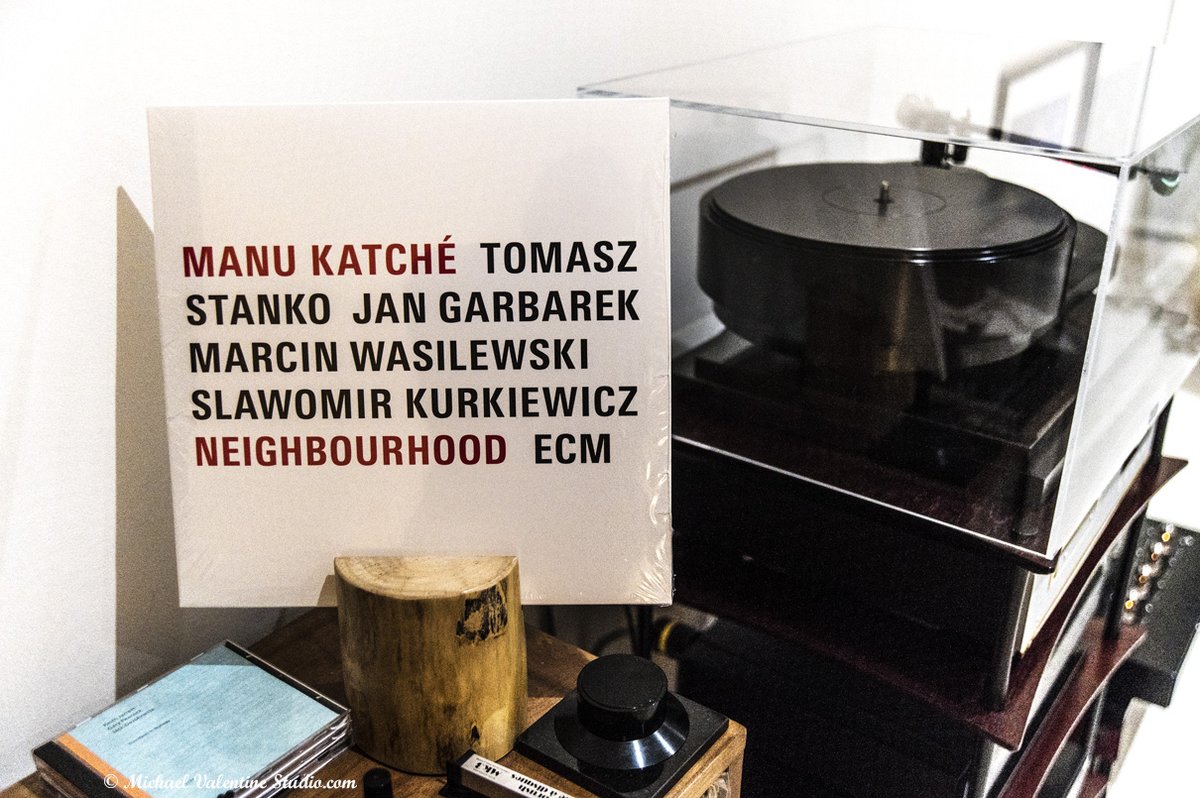 MANU KATCHÉ TOMASZ
STANKO JAN GARBAREK
MARCIN WASILEWSKI
SLAWOMIR KURKIEWICZ
NEIGHBOURHOOD ECM
© Michael Valentine Studio.com